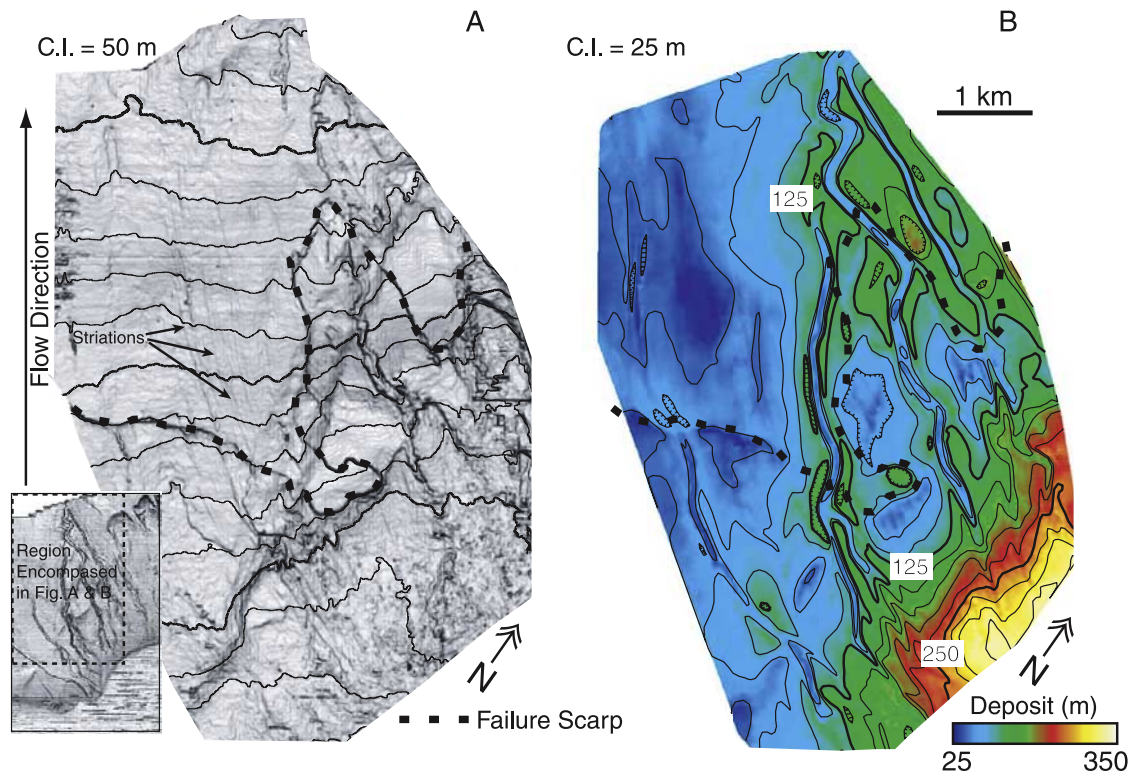 A
B
C.I. = 50 m
C.I. = 25 m
1 km
125
Flow Direction
Striations
Region
Encompased
in Fig. A & B
125
N
N
250
Failure Scarp
Deposit (m)
25
350